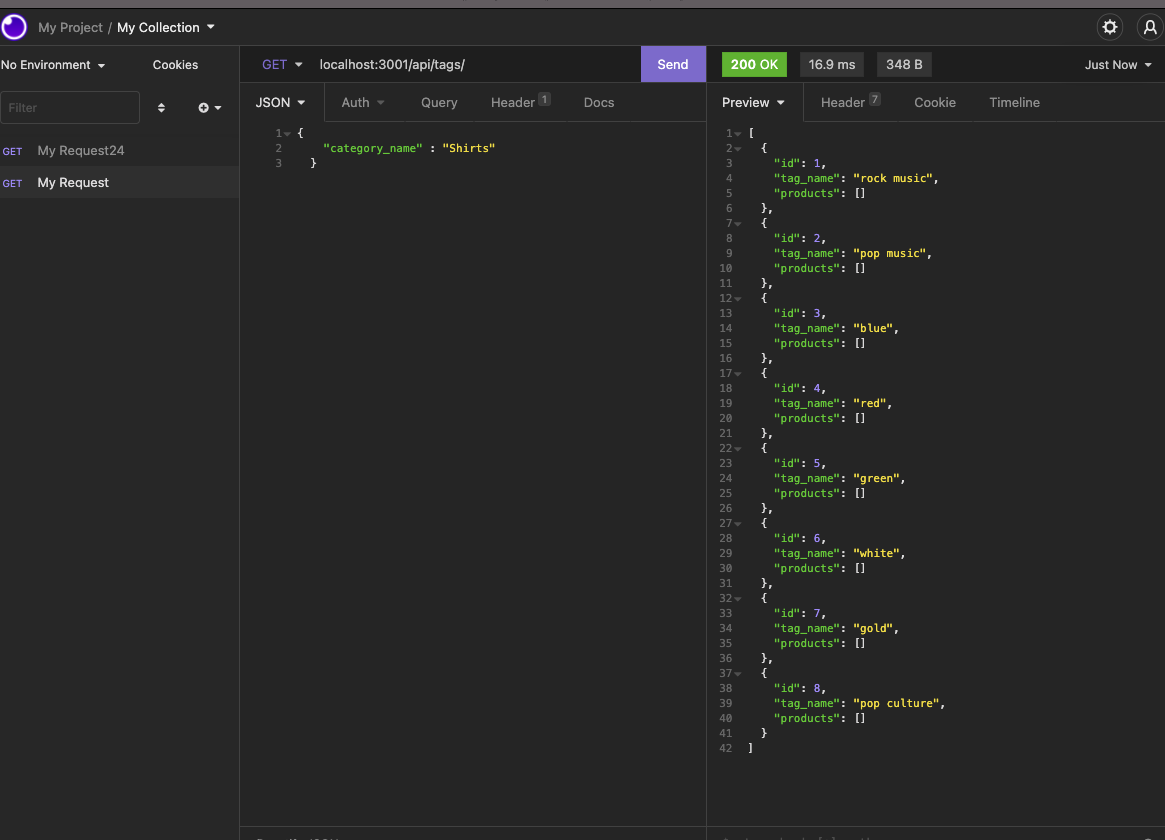 My Project / My Collection
No Environment
Cookies
GET
localhost:3001/api/tags/
Send
200 OK
16.9 ms
348 B
Just Now
Filter
JSON
Auth
Query
Header 1
Docs
Preview
Header 7
Cookie
Timeline
GET My Request24
GET My Request
1 {
2 "category_name" : "Shirts"
3 }
1 [
2 {
3 "id": 1,
4 "tag_name": "rock music",
5 "products": []
6 },
7 {
8 "id": 2,
9 "tag_name": "pop music",
10 "products": []
11 },
12 {
13 "id": 3,
14 "tag_name": "blue",
15 "products": []
16 },
17 {
18 "id": 4,
19 "tag_name": "red",
20 "products": []
21 },
22 {
23 "id": 5,
24 "tag_name": "green",
25 "products": []
26 },
27 {
28 "id": 6,
29 "tag_name": "white",
30 "products": []
31 },
32 {
33 "id": 7,
34 "tag_name": "gold",
35 "products": []
36 },
37 {
38 "id": 8,
39 "tag_name": "pop culture",
40 "products": []
41 }
42 ]